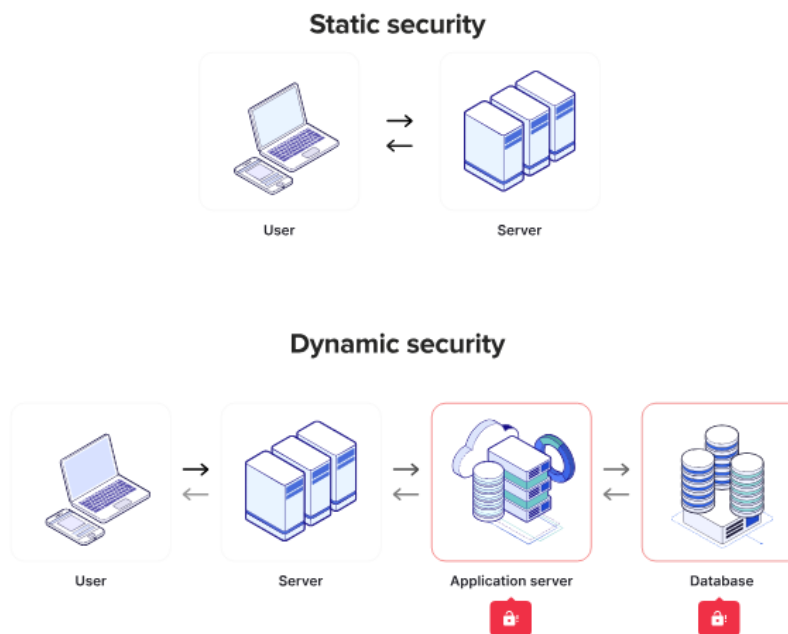 Static security
User
Server
Dynamic security
User
Server
Application server
Database